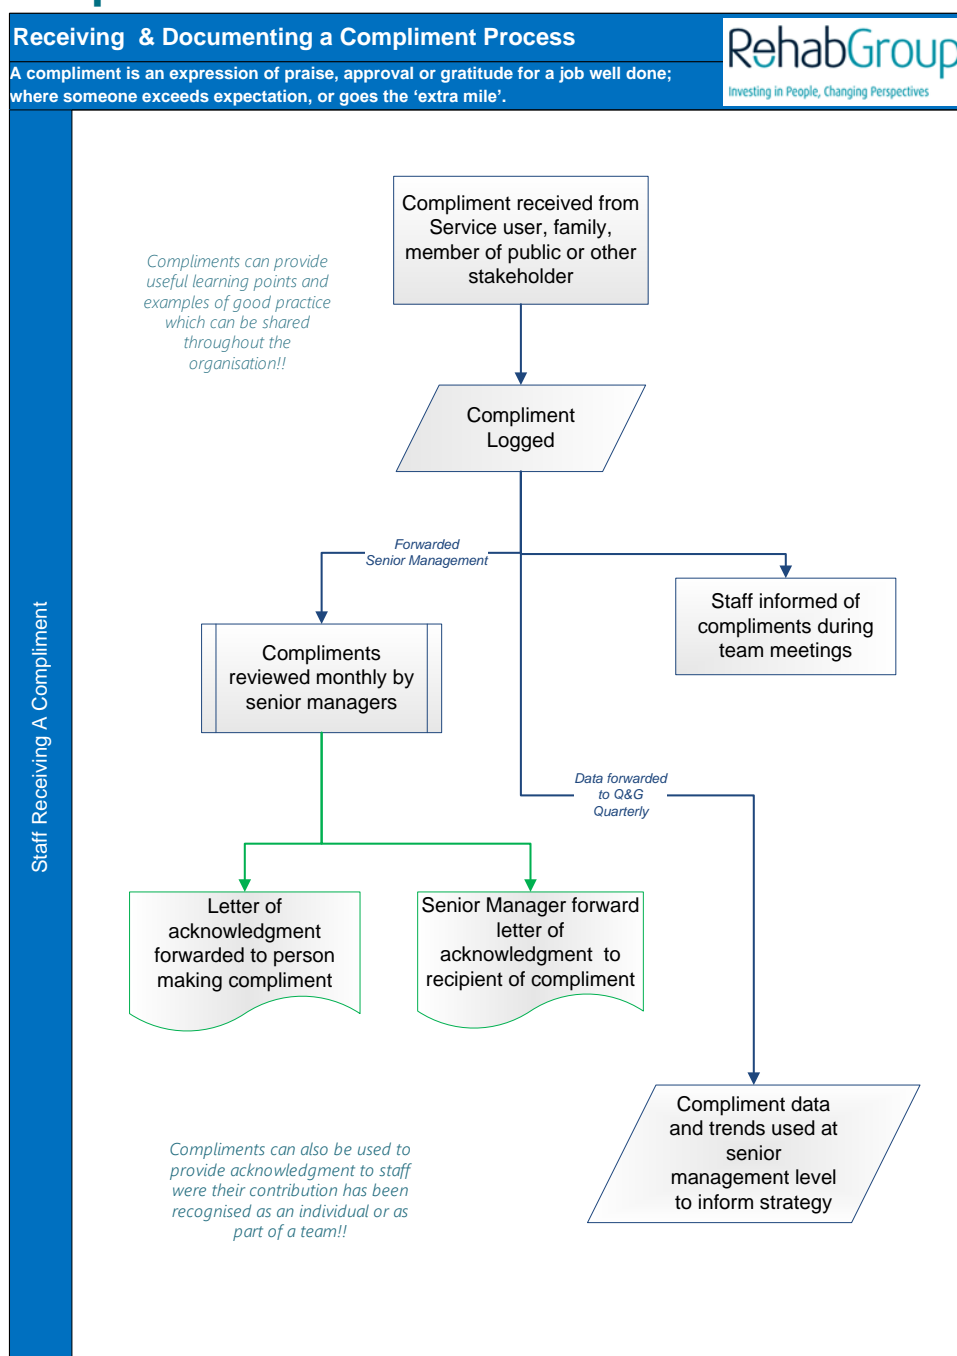 Receiving & Documenting a Compliment Process
A compliment is an expression of praise, approval or gratitude for a job well done;
where someone exceeds expectation, or goes the ‘extra mile’.
RehabGroup
Investing in People, Changing Perspectives
Staff Receiving A Compliment
Compliment received from
Service user, family,
member of public or other
stakeholder
Compliments can provide
useful learning points and
examples of good practice
which can be shared
throughout the
organisation!!
Compliment
Logged
Forwarded
Senior Management
Staff informed of
compliments during
team meetings
Compliments
reviewed monthly by
senior managers
Data forwarded
to Q&G
Quarterly
Letter of
acknowledgment
forwarded to person
making compliment
Senior Manager forward
letter of
acknowledgment to
recipient of compliment
Compliment data
and trends used at
senior
management level
to inform strategy
Compliments can also be used to
provide acknowledgment to staff
were their contribution has been
recognised as an individual or as
part of a team!!